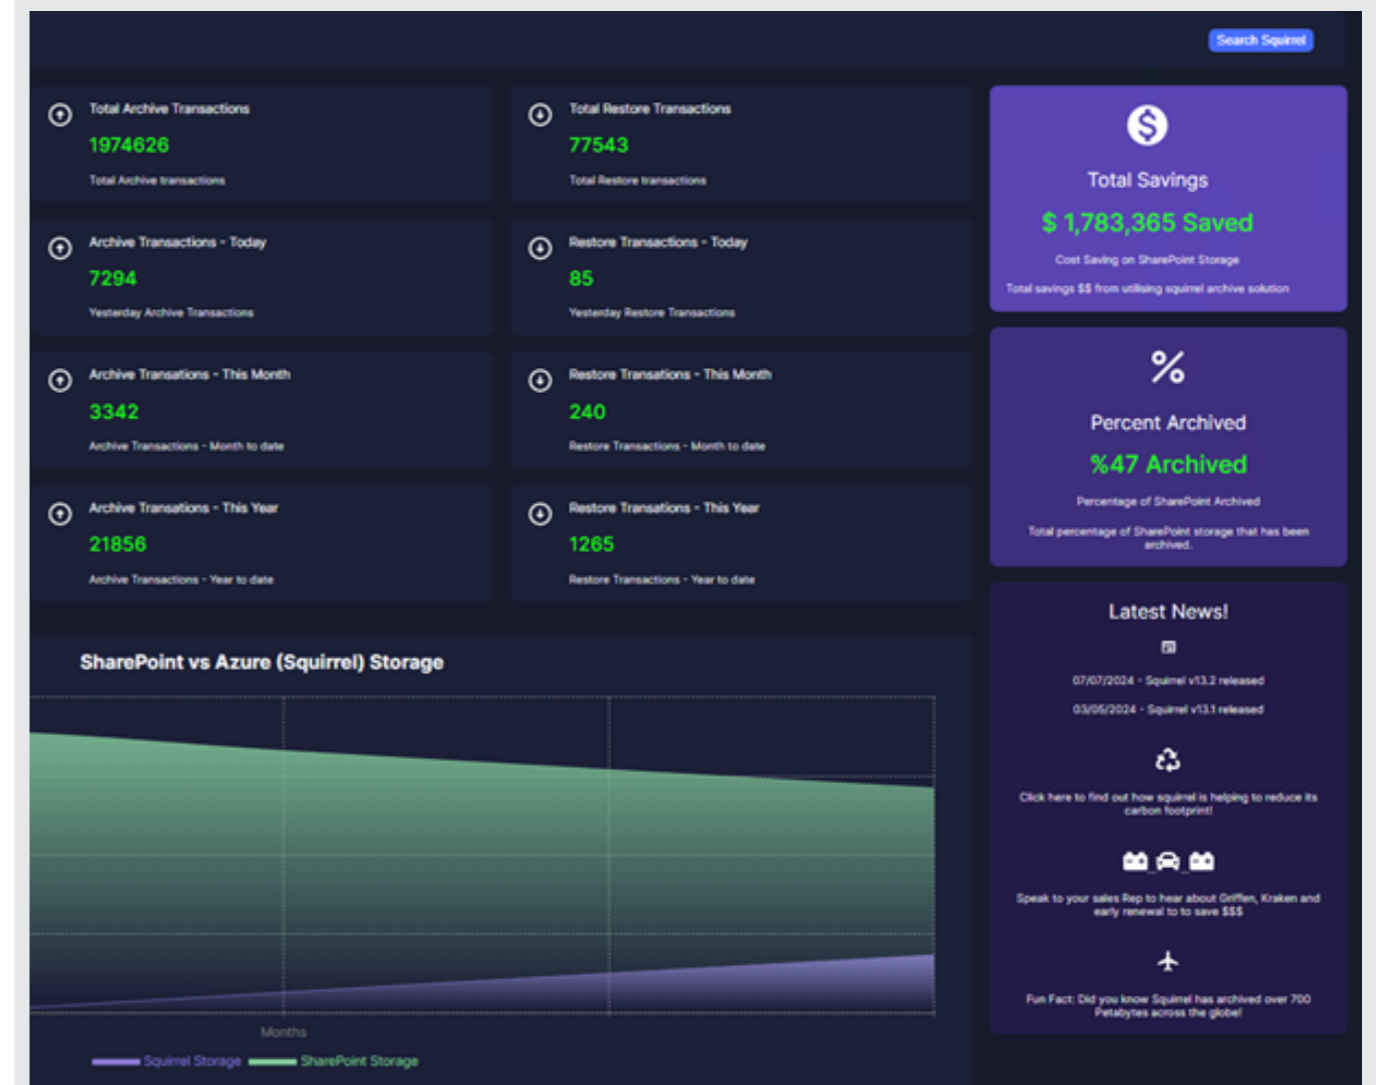 Search Squirrel
Total Archive Transactions
1974626
Total Archive transactions
Total Restore Transactions
77543
Total Restore transactions
Archive Transactions - Today
7294
Yesterday Archive Transactions
Restore Transactions - Today
85
Yesterday Restore Transactions
Archive Transations - This Month
3342
Archive Transactions - Month to date
Restore Transations - This Month
240
Restore Transactions - Month to date
Archive Transations - This Year
21856
Archive Transactions - Year to date
Restore Transations - This Year
1265
Restore Transactions - Year to date
SharePoint vs Azure (Squirrel) Storage
Months
Squirrel Storage
SharePoint Storage
Total Savings
$ 1,783,365 Saved
Cost Saving on SharePoint Storage
Total savings $$ from utilising squirrel archive solution
Percent Archived
%47 Archived
Percentage of SharePoint Archived
Total percentage of SharePoint storage that has been
archived.
Latest News!
07/07/2024 - Squirrel v13.2 released
03/05/2024 - Squirrel v13.1 released
Click here to find out how squirrel is helping to reduce its
carbon footprint!
Speak to your sales Rep to hear about Griffen, Kraken and
early renewal to to save $$$
Fun Fact: Did you know Squirrel has archived over 700
Petabytes across the globe!